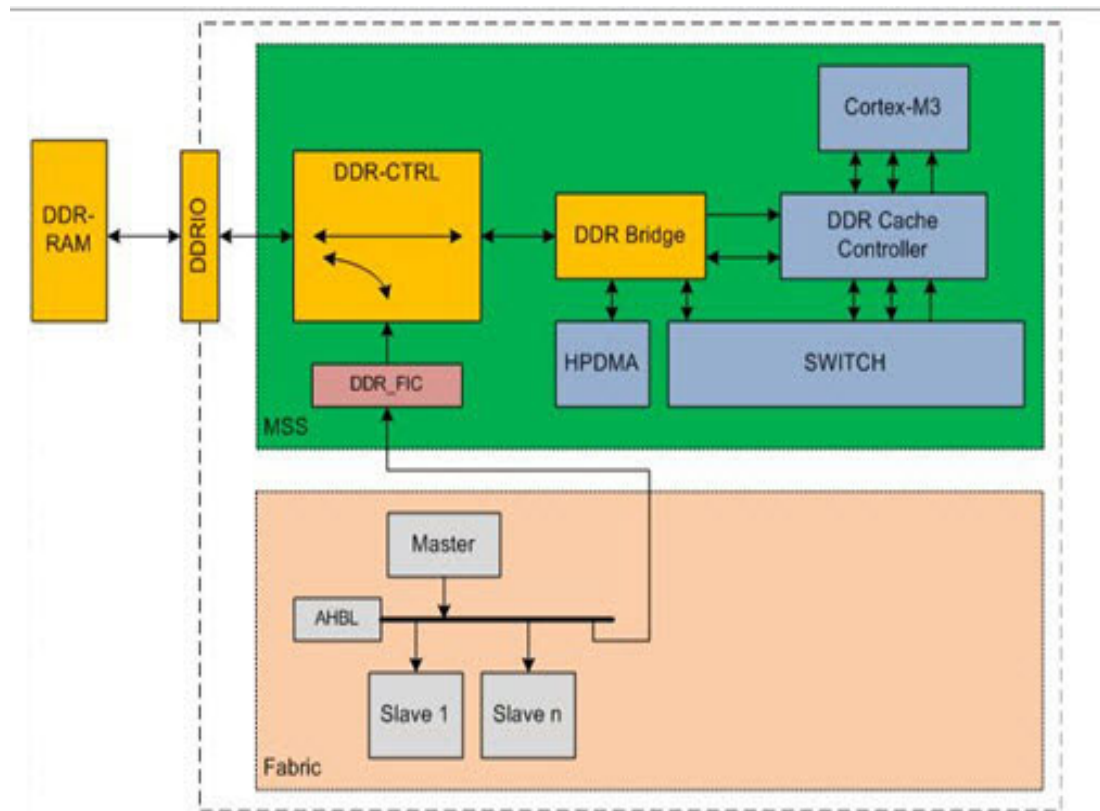 Cortex-M3
DDR-CTRL
DDR-
RAM
DDRIO
DDR Bridge
DDR Cache
Controller
HPDMA
SWITCH
DDR_FIC
MSS
Master
AHBL
Slave 1
Slave n
Fabric